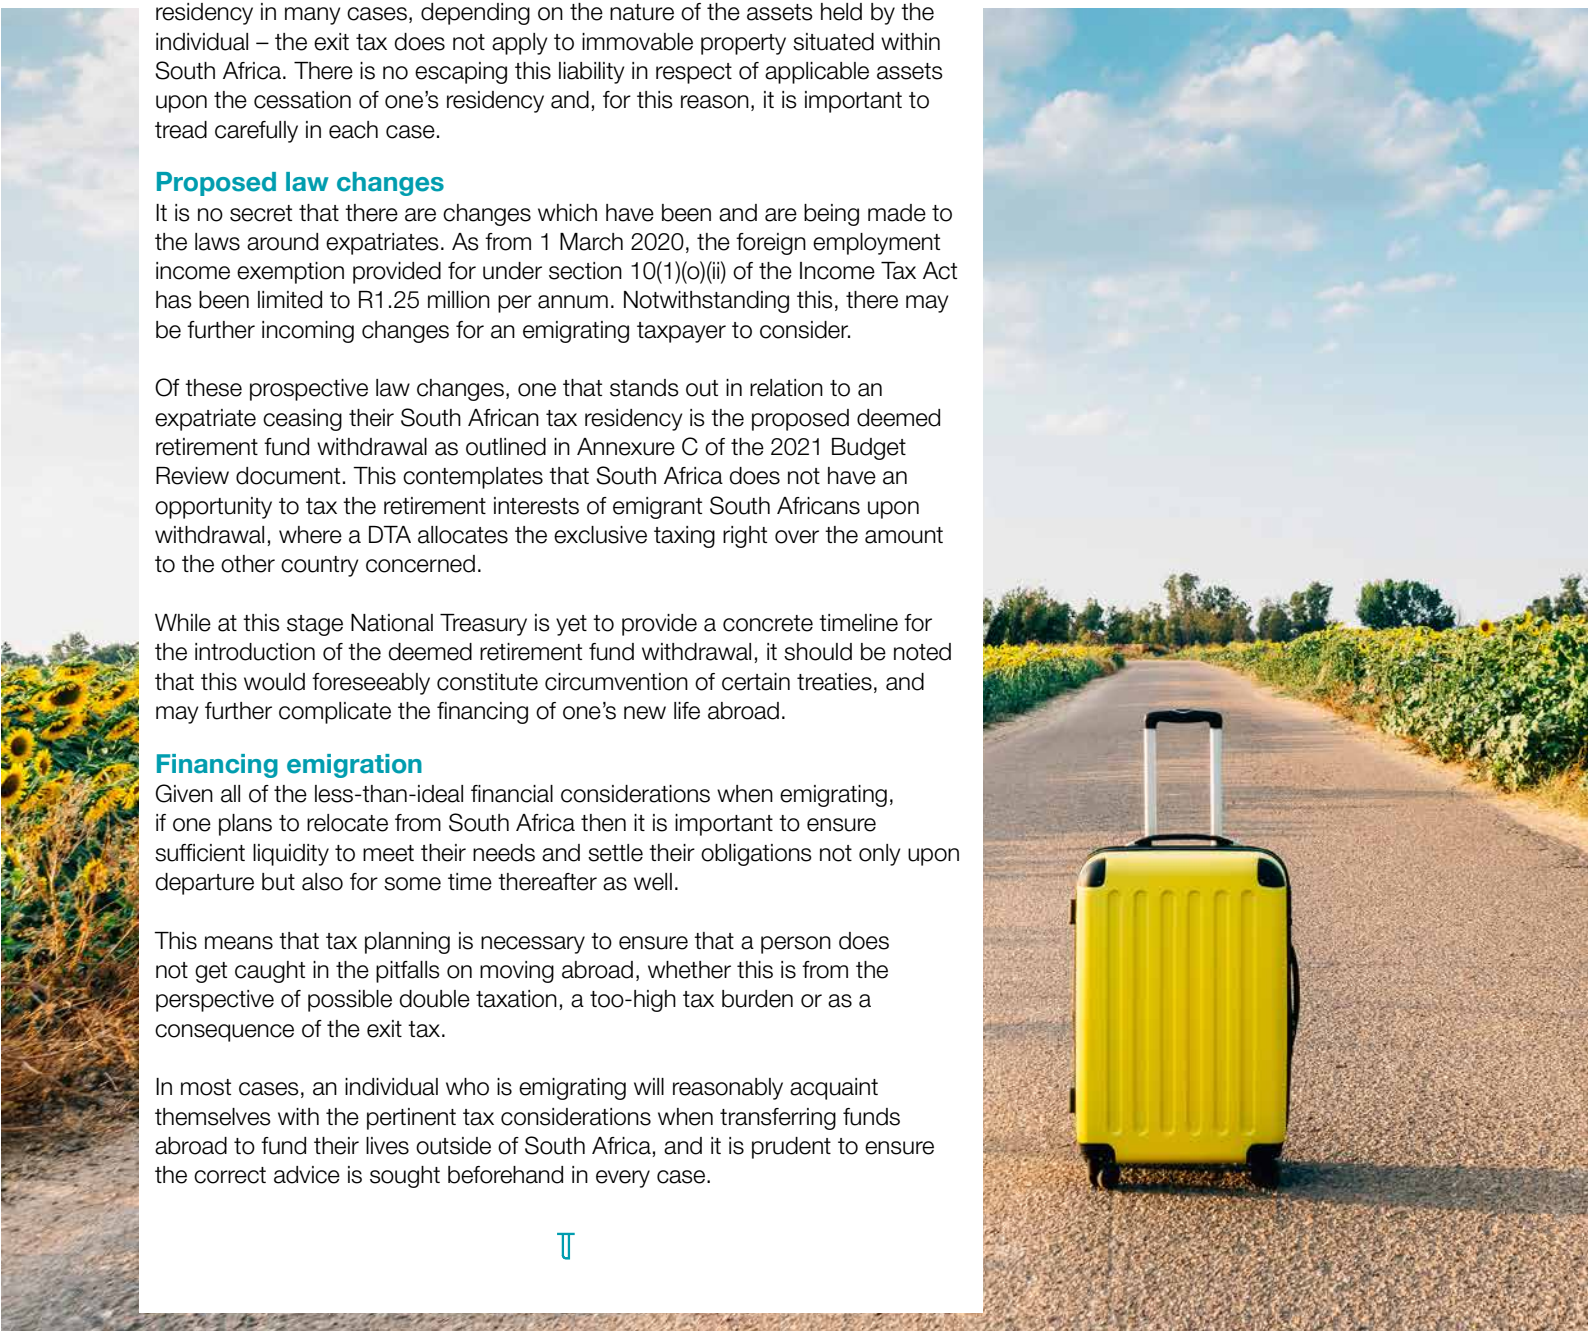 residency in many cases, depending on the nature of the assets held by the
individual – the exit tax does not apply to immovable property situated within
South Africa. There is no escaping this liability in respect of applicable assets
upon the cessation of one’s residency and, for this reason, it is important to
tread carefully in each case.
Proposed law changes
It is no secret that there are changes which have been and are being made to
the laws around expatriates. As from 1 March 2020, the foreign employment
income exemption provided for under section 10(1)(o)(ii) of the Income Tax Act
has been limited to R1.25 million per annum. Notwithstanding this, there may
be further incoming changes for an emigrating taxpayer to consider.
Of these prospective law changes, one that stands out in relation to an
expatriate ceasing their South African tax residency is the proposed deemed
retirement fund withdrawal as outlined in Annexure C of the 2021 Budget
Review document. This contemplates that South Africa does not have an
opportunity to tax the retirement interests of emigrant South Africans upon
withdrawal, where a DTA allocates the exclusive taxing right over the amount
to the other country concerned.
While at this stage National Treasury is yet to provide a concrete timeline for
the introduction of the deemed retirement fund withdrawal, it should be noted
that this would foreseeably constitute circumvention of certain treaties, and
may further complicate the financing of one’s new life abroad.
Financing emigration
Given all of the less-than-ideal financial considerations when emigrating,
if one plans to relocate from South Africa then it is important to ensure
sufficient liquidity to meet their needs and settle their obligations not only upon
departure but also for some time thereafter as well.
This means that tax planning is necessary to ensure that a person does
not get caught in the pitfalls on moving abroad, whether this is from the
perspective of possible double taxation, a too-high tax burden or as a
consequence of the exit tax.
In most cases, an individual who is emigrating will reasonably acquaint
themselves with the pertinent tax considerations when transferring funds
abroad to fund their lives outside of South Africa, and it is prudent to ensure
the correct advice is sought beforehand in every case.